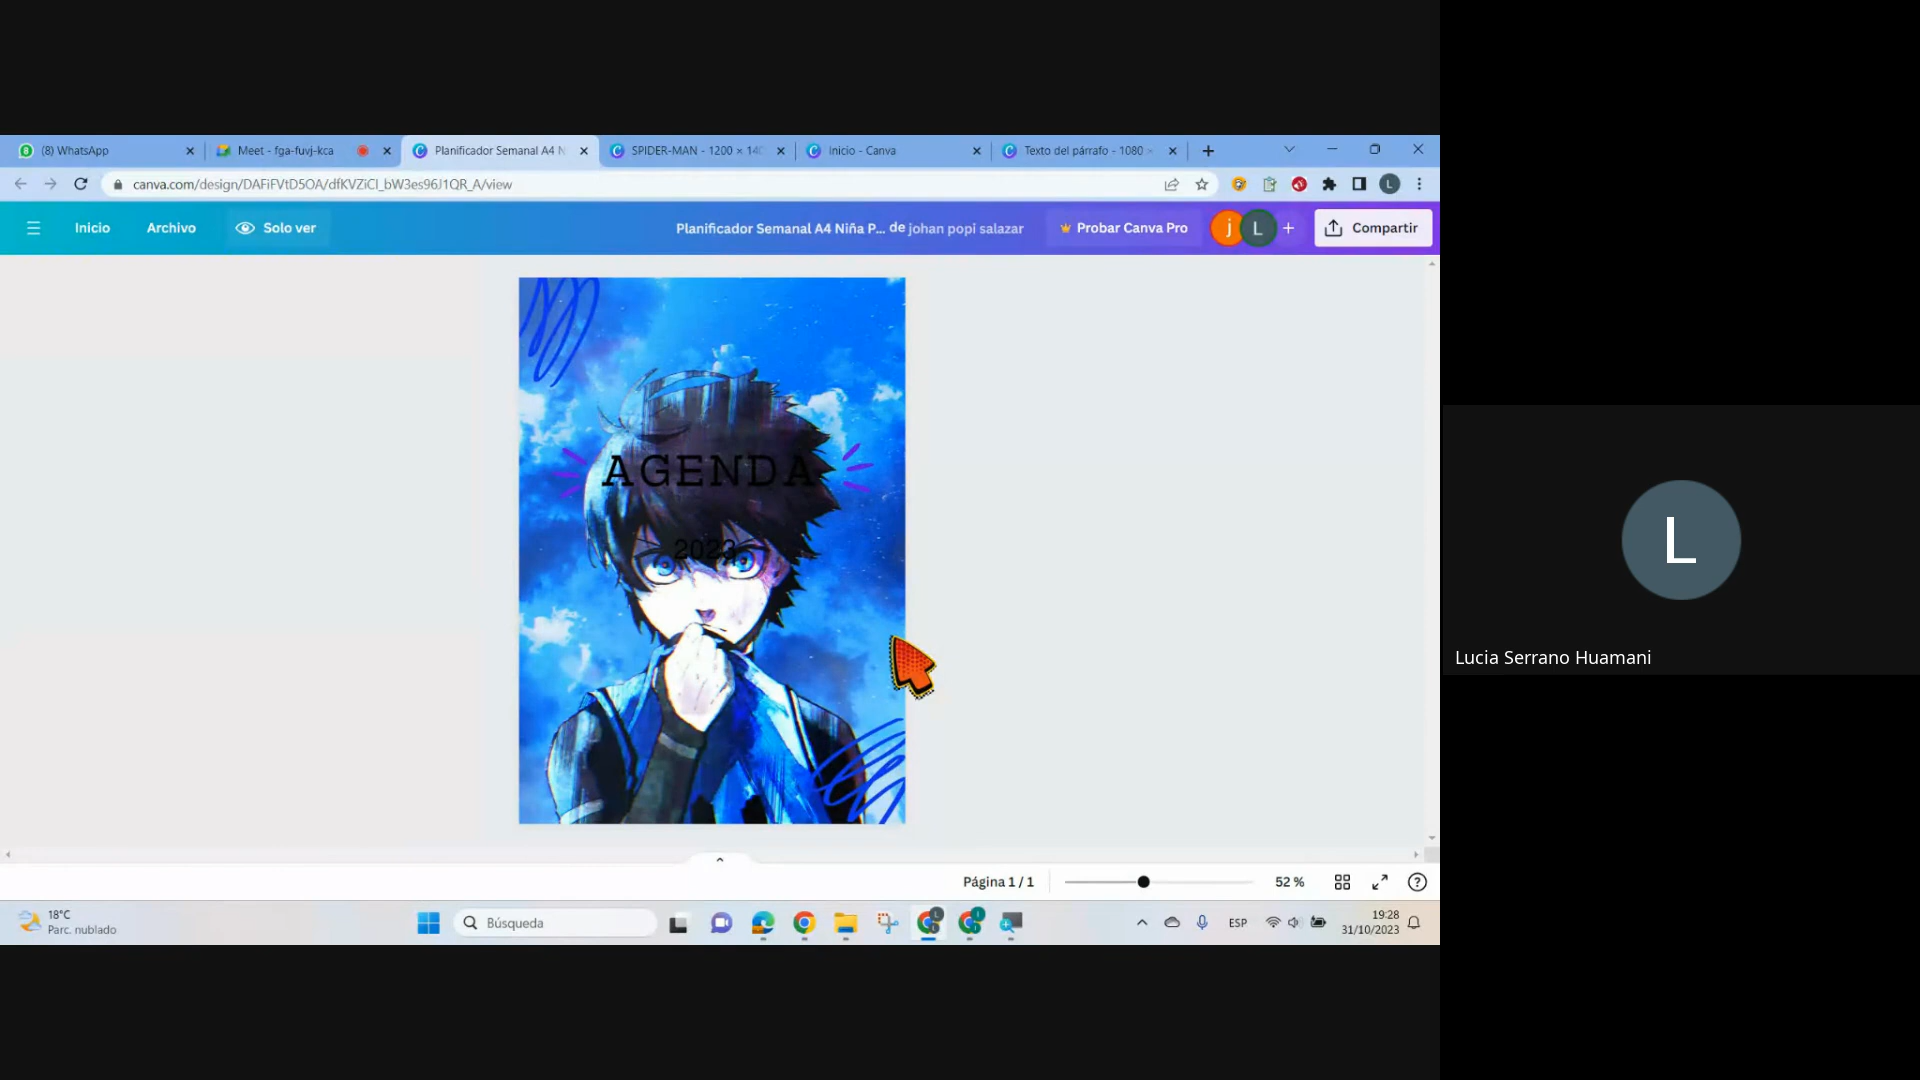 (8) WhatsApp
Meet - fga-fuvj-kca
Planificador Semanal A4 N
SPIDER-MAN - 1200 × 140
Inicio - Canva
Texto del párrafo - 1080 ×
canva.com/design/DAFiFVtD5OA/dfKVZiCl_bW3es96J1QR_A/view
L
Inicio
Archivo
Solo ver
Planificador Semanal A4 Niña P... de johan popi salazar
Probar Canva Pro
j
L
+
Compartir
AGENDA
2023
L
Lucia Serrano Huamani
Página 1 / 1
52 %
18°C
Parc. nublado
Búsqueda
ESP
19:28
31/10/2023